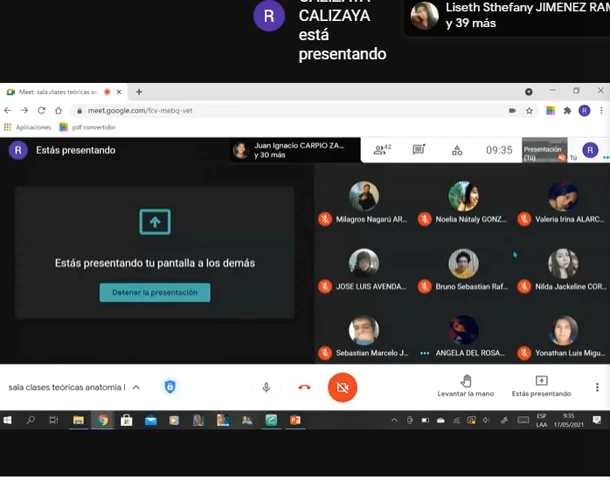 CALIZAYA
está
presentando
R
Liseth Sthefany JIMENEZ RAM
y 39 más
Meet: sala clases teóricas an
meet.google.com/fcv-mebq-vet
R
Aplicaciones
pdf convertidor
R
Estás presentando
Juan Ignacio CARPIO ZA...
y 30 más
42
09:35
Presentación
(Tú)
Tú
R
Estás presentando tu pantalla a los demás
Detener la presentación
Milagros Nagarú AR...
Noelia Nátaly GONZ...
Valeria Irina ALARC...
JOSE LUIS AVENDA...
Bruno Sebastian Raf...
Nilda Jackeline COR...
Sebastian Marcelo J...
ANGELA DEL ROSA...
Yonathan Luis Migu...
sala clases teóricas anatomia I
Levantar la mano
Estás presentando
ESP
LAA
9:35
17/05/2021